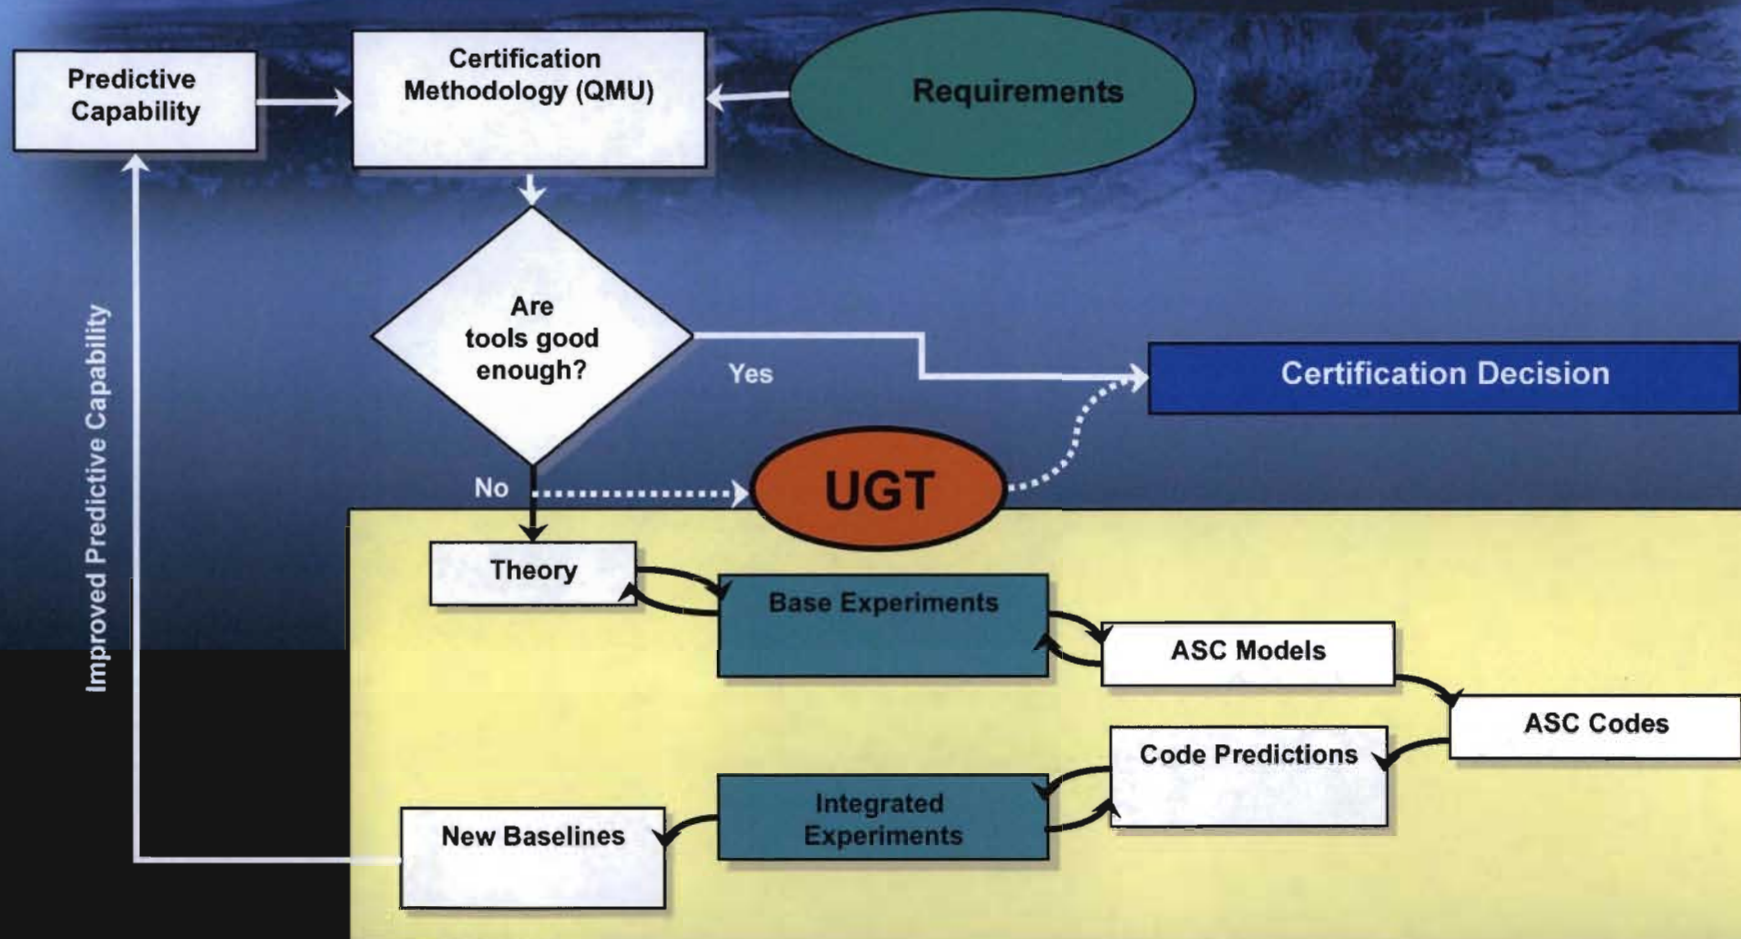 Predictive
Capability
Certification
Methodology (QMU)
Requirements
Are
tools good
enough?
Yes
Certification Decision
No
UGT
Improved Predictive Capability
Theory
Base Experiments
ASC Models
ASC Codes
Code Predictions
Integrated
Experiments
New Baselines